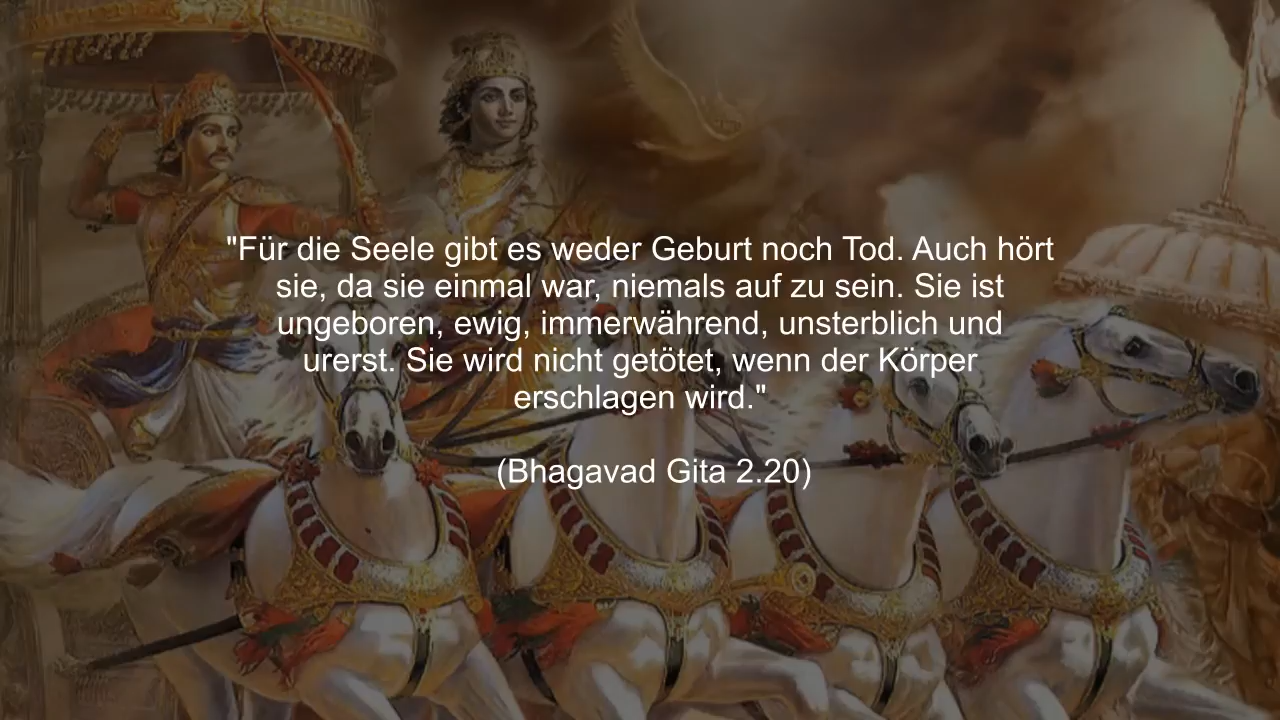 "Für die Seele gibt es weder Geburt noch Tod. Auch hört
sie, da sie einmal war, niemals auf zu sein. Sie ist
ungeboren, ewig, immerwährend, unsterblich und
urerst. Sie wird nicht getötet, wenn der Körper
erschlagen wird."
(Bhagavad Gita 2.20)